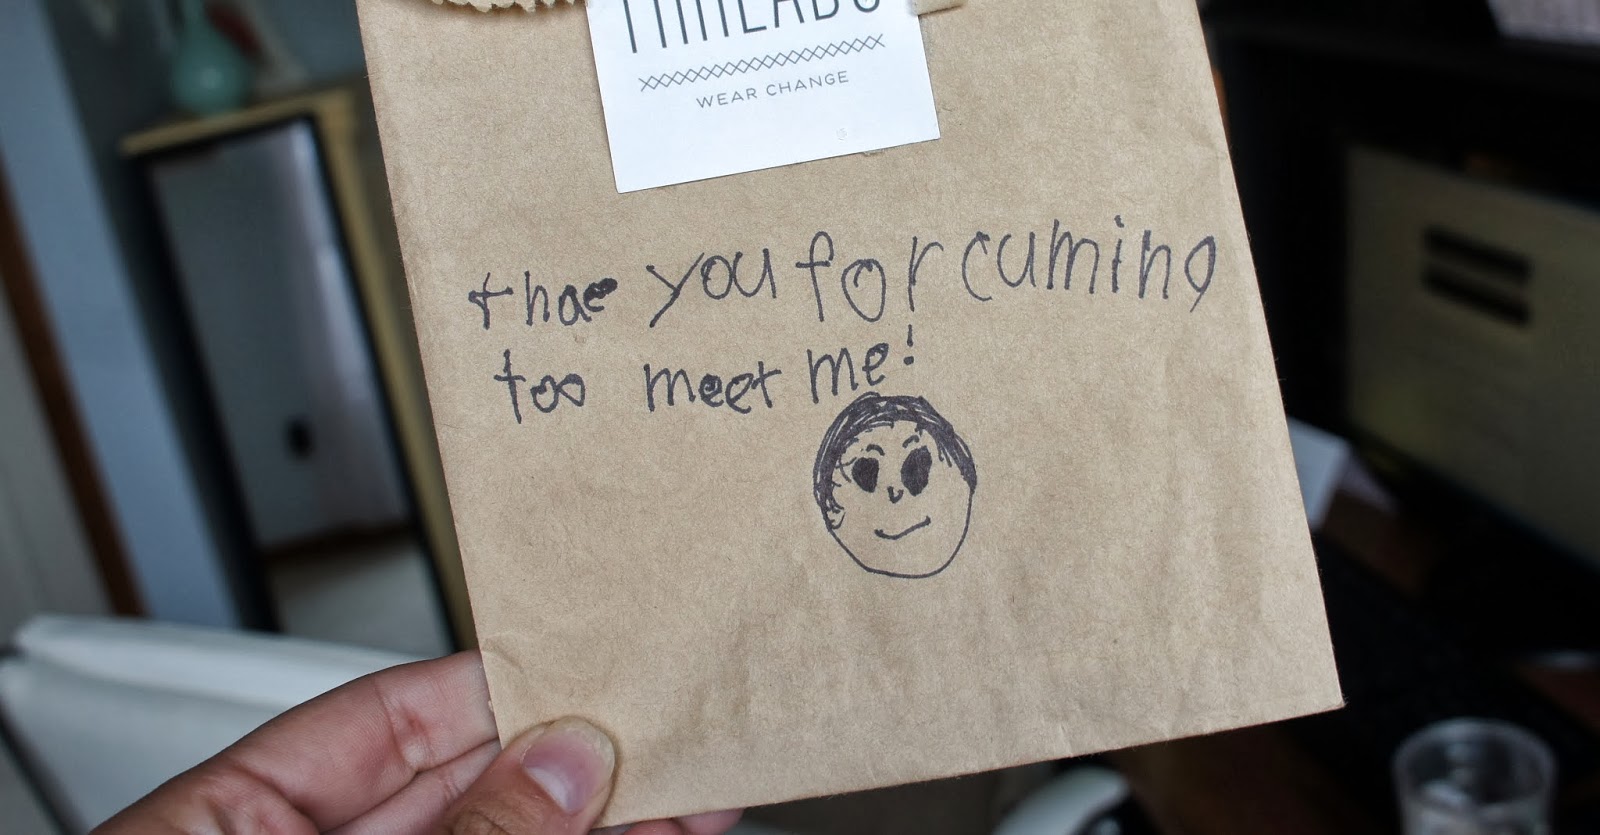 WEAR CHANGE
thae you for cuming
too meet me!